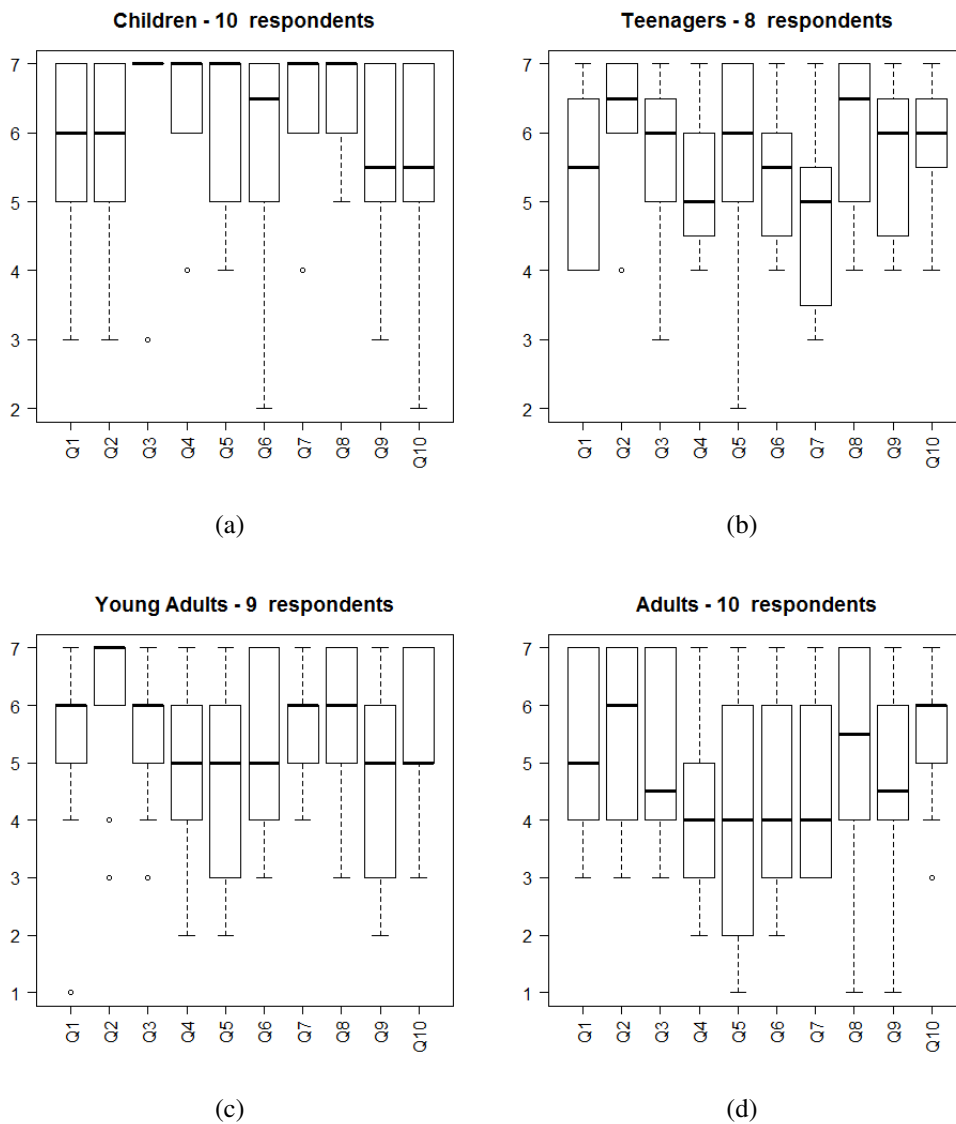 Children - 10 respondents
7
6
5
4
3
2
Q1 Q2 Q3 Q4 Q5 Q6 Q7 Q8 Q9 Q10
(a)
Teenagers - 8 respondents
7
6
5
4
3
2
Q1 Q2 Q3 Q4 Q5 Q6 Q7 Q8 Q9 Q10
(b)
Young Adults - 9 respondents
7
6
5
4
3
2
1
Q1 Q2 Q3 Q4 Q5 Q6 Q7 Q8 Q9 Q10
(c)
Adults - 10 respondents
7
6
5
4
3
2
1
Q1 Q2 Q3 Q4 Q5 Q6 Q7 Q8 Q9 Q10
(d)